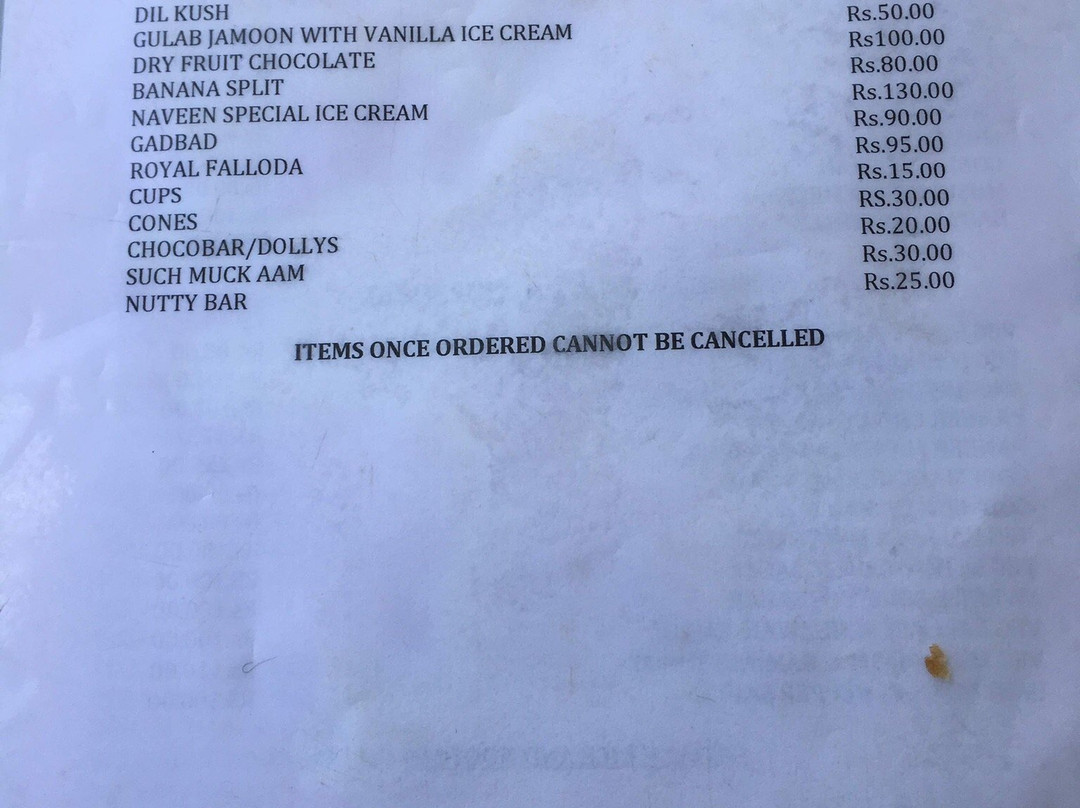 DIL KUSH
GULAB JAMOON WITH VANILLA ICE CREAM Rs.50.00
DRY FRUIT CHOCOLATE Rs100.00
BANANA SPLIT Rs.80.00
NAVEEN SPECIAL ICE CREAM Rs.130.00
GADBAD Rs.90.00
ROYAL FALLODA Rs.95.00
CUPS Rs.15.00
CONES RS.30.00
CHOCOBAR/DOLLYS Rs.20.00
SUCH MUCK AAM Rs.30.00
NUTTY BAR Rs.25.00
ITEMS ONCE ORDERED CANNOT BE CANCELLED